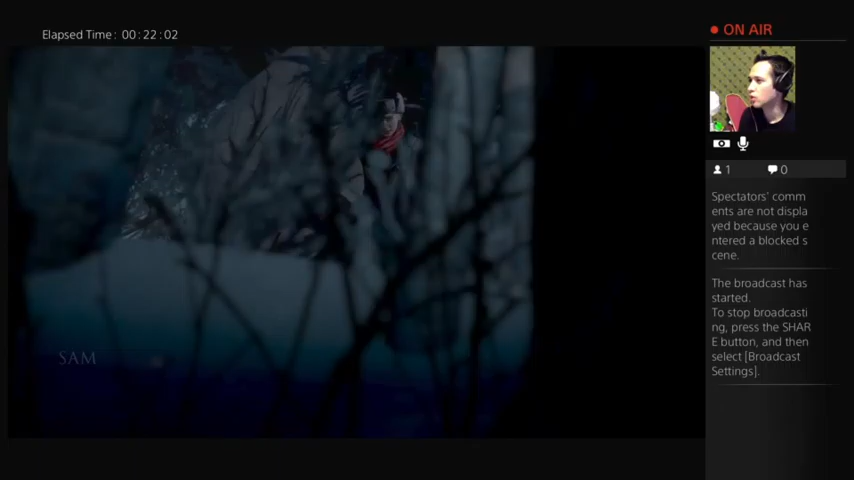 Elapsed Time : 00:22:02
ON AIR
1
0
Spectators' comm
ents are not displa
yed because you e
ntered a blocked s
cene.
The broadcast has
started.
To stop broadcasti
ng, press the SHAR
E button, and then
select [Broadcast
Settings].
SAM